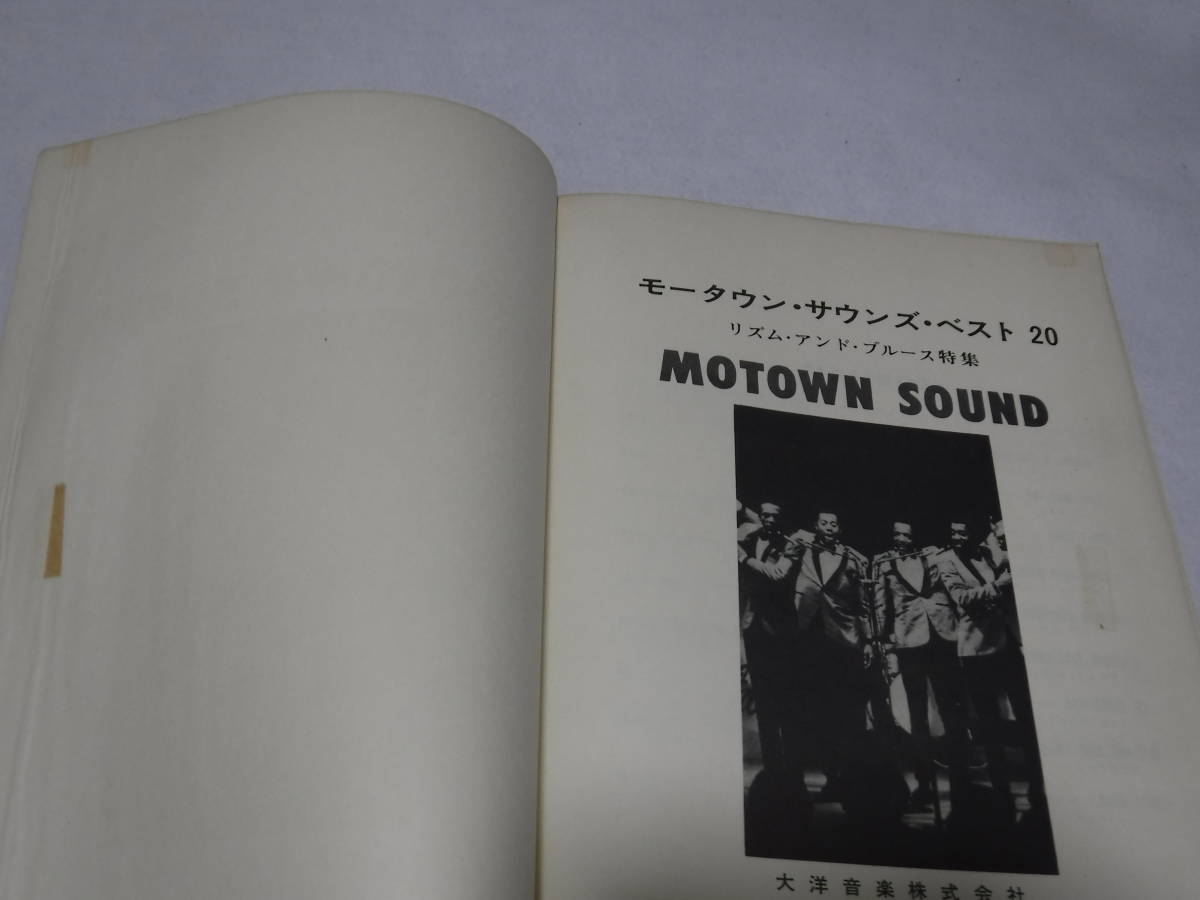 モータウン・サウンズ・ベスト 20
リズム・アンド・ブルース特集
MOTOWN SOUND
大洋音楽株式会社